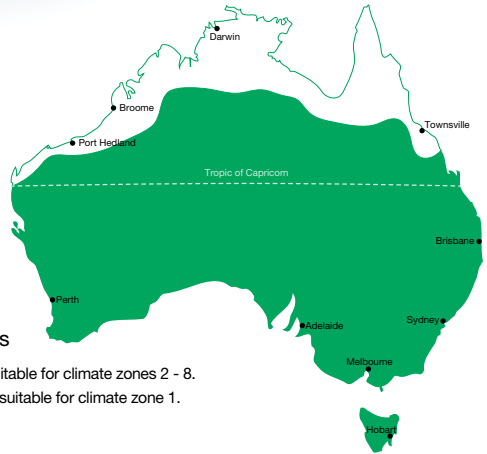 Darwin
Broome
Townsville
Port Hedland
Tropic of Capricorn
Brisbane
Perth
Sydney
Adelaide
s
Melbourne
itable for climate zones 2 - 8.
suitable for climate zone 1.
Hobart